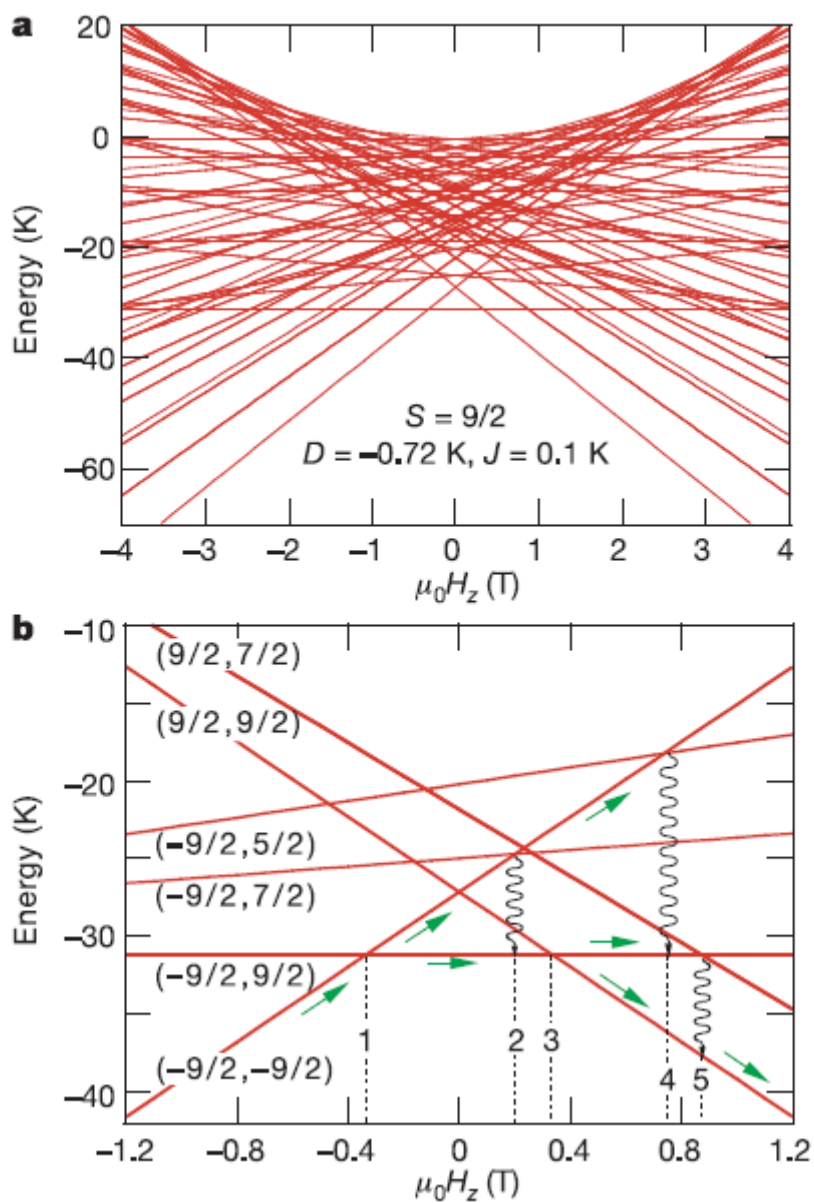 a
20
0
−20
−40
−60
Energy (K)
S = 9/2
D = −0.72 K, J = 0.1 K
−4 −3 −2 −1 0 1 2 3 4
μ₀H_z (T)
b
−10
−20
−30
−40
Energy (K)
(9/2,7/2)
(9/2,9/2)
(−9/2,5/2)
(−9/2,7/2)
(−9/2,9/2)
(−9/2,−9/2)
1 2 3 4 5
−1.2 −0.8 −0.4 0 0.4 0.8 1.2
μ₀H_z (T)